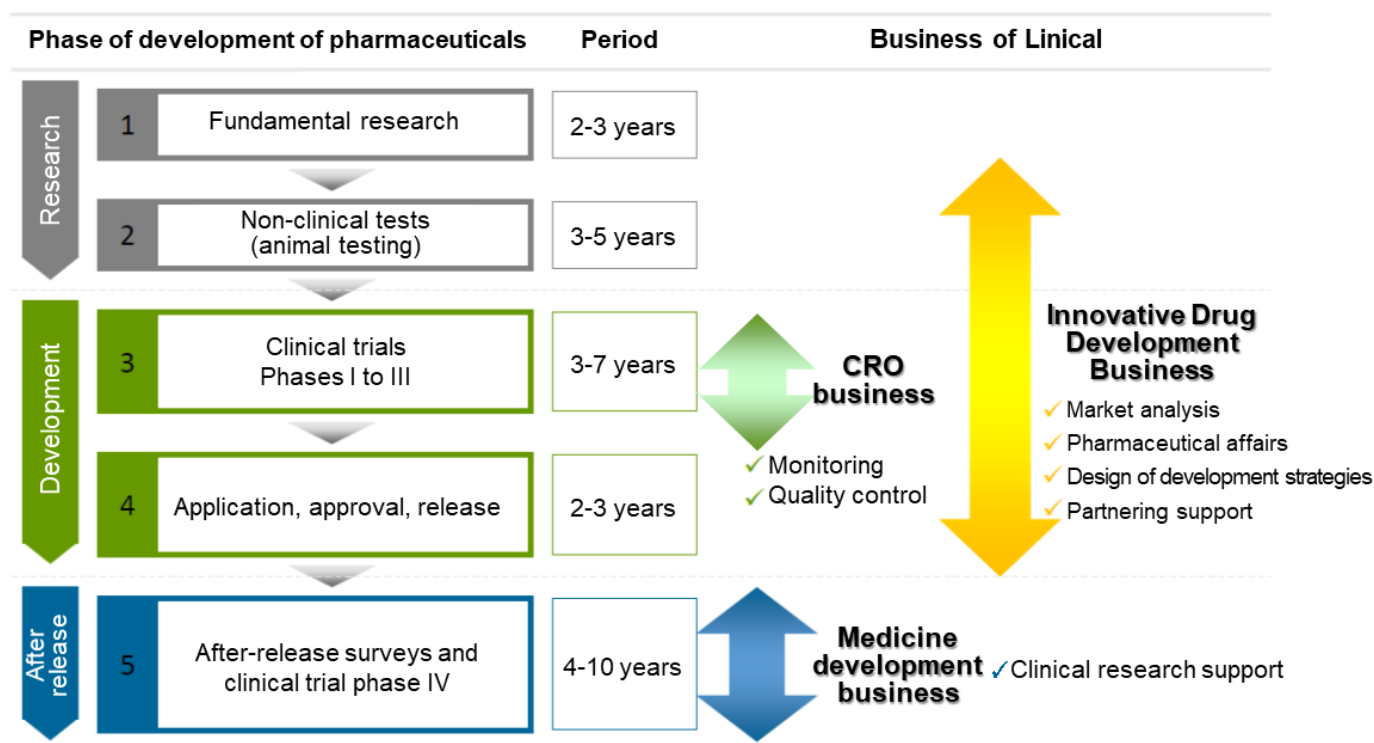 Phase of development of pharmaceuticals
Period
Business of Linical
Research
1
Fundamental research
2-3 years
2
Non-clinical tests
(animal testing)
3-5 years
Development
3
Clinical trials
Phases I to III
3-7 years
CRO
business
✓ Monitoring
✓ Quality control
4
Application, approval, release
2-3 years
Innovative Drug
Development
Business
✓ Market analysis
✓ Pharmaceutical affairs
✓ Design of development strategies
✓ Partnering support
After
release
5
After-release surveys and
clinical trial phase IV
4-10 years
Medicine
development
business
✓ Clinical research support